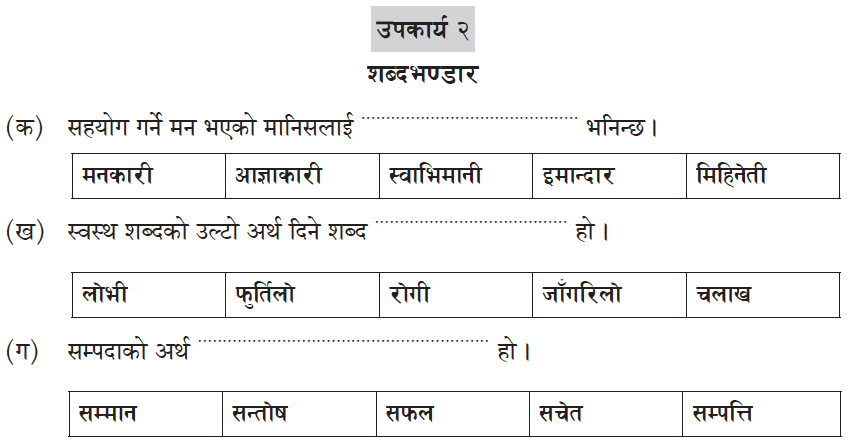 उपकार्य २
शब्दभण्डार
(क) सहयोग गर्ने मन भएको मानिसलाई ........................................... भनिन्छ।
मनकारी आज्ञाकारी स्वाभिमानी इमान्दार मिहिनेती
(ख) स्वस्थ शब्दको उल्टो अर्थ दिने शब्द ....................................... हो।
लोभी फुर्तिलो रोगी जाँगरिलो चलाख
(ग) सम्पदाको अर्थ ........................................................... हो।
सम्मान सन्तोष सफल सचेत सम्पत्ति